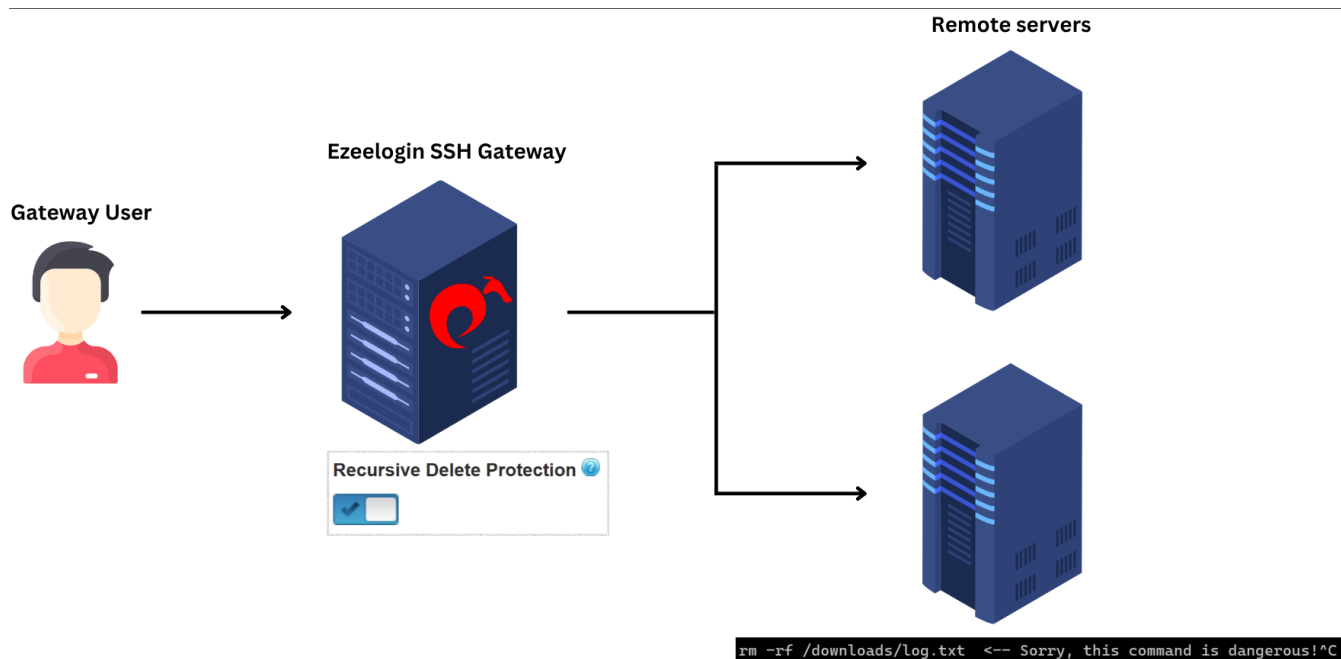 Remote servers
Ezeelogin SSH Gateway
Gateway User
Recursive Delete Protection ?
rm -rf /downloads/log.txt <-- Sorry, this command is dangerous!^C